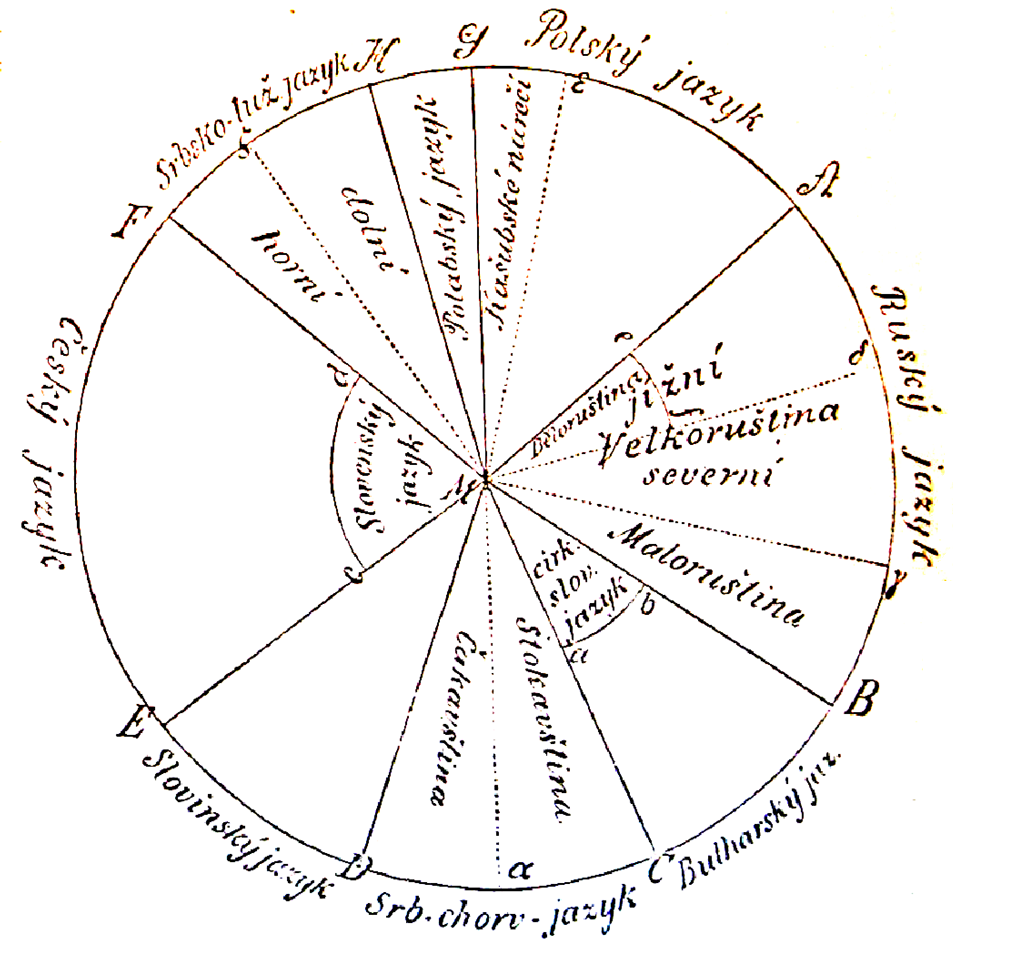 G
Polský jazyk
ε
A
Ruský jazyk
δ
γ
B
Bulharský jaz.
C
Srb. chorv - jazyk
α
D
Slovinský jazyk
E
Český jazyk
F
Srbsko-luž. jazyk
H
horní
dolní
Polabský jazyk
Kašubské nářečí
e
Běloruština
jižní
Velkoruština
severní
Maloruština
cirk.
slov.
jazyk
b
a
Štokavština
Čakavština
c
Slovenský
jazyk
d
M